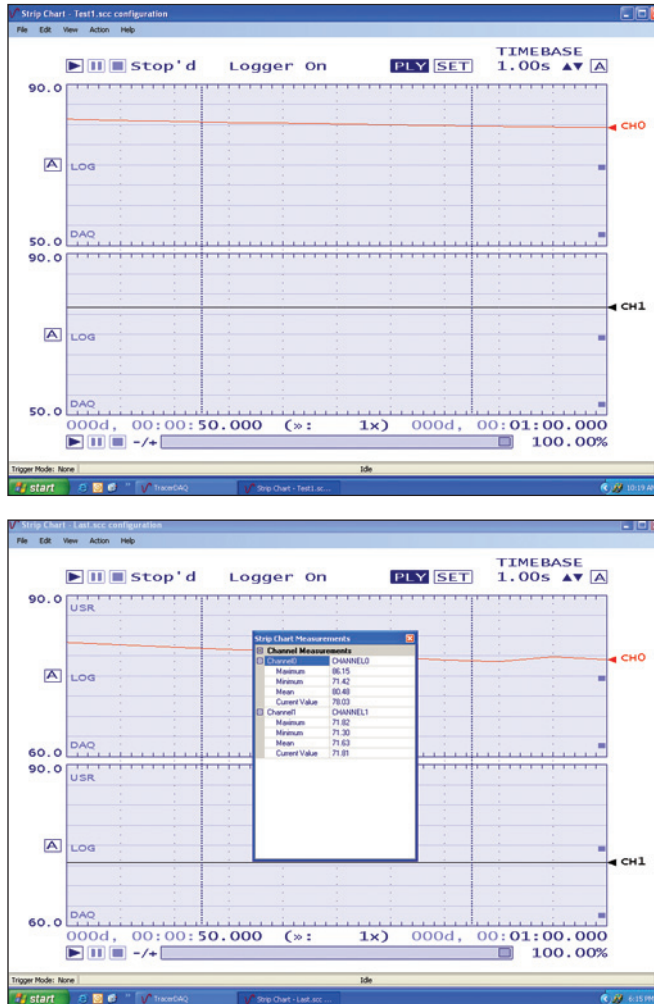 Strip Chart - Test1.scc configuration
File Edit View Action Help
TIMEBASE
Stop'd Logger On PLY SET 1.00s ▲▼ A
90.0
CH0
A LOG
DAQ
50.0
90.0
CH1
A LOG
DAQ
50.0
000d, 00:00:50.000 (»: 1x) 000d, 00:01:00.000
-/+ 100.00%
Trigger Mode: None Idle
start TracerDAQ Strip Chart - Test1.sc... 10:19 AM
Strip Chart - Last.scc configuration
File Edit View Action Help
TIMEBASE
Stop'd Logger On PLY SET 1.00s ▲▼ A
90.0
USR
Strip Chart Measurements
Channel Measurements
Channel0 CHANNEL0
CH0
Maximum 86.15
A LOG
Minimum 71.42
Mean 80.48
Current Value 78.03
Channel1 CHANNEL1
Maximum 71.82
Minimum 71.30
Mean 71.63
Current Value 71.81
DAQ
60.0
90.0
USR
A LOG
CH1
DAQ
60.0
000d, 00:00:50.000 (»: 1x) 000d, 00:01:00.000
-/+ 100.00%
Trigger Mode: None Idle
start TracerDAQ Strip Chart - Last.scc ... 6:15 PM